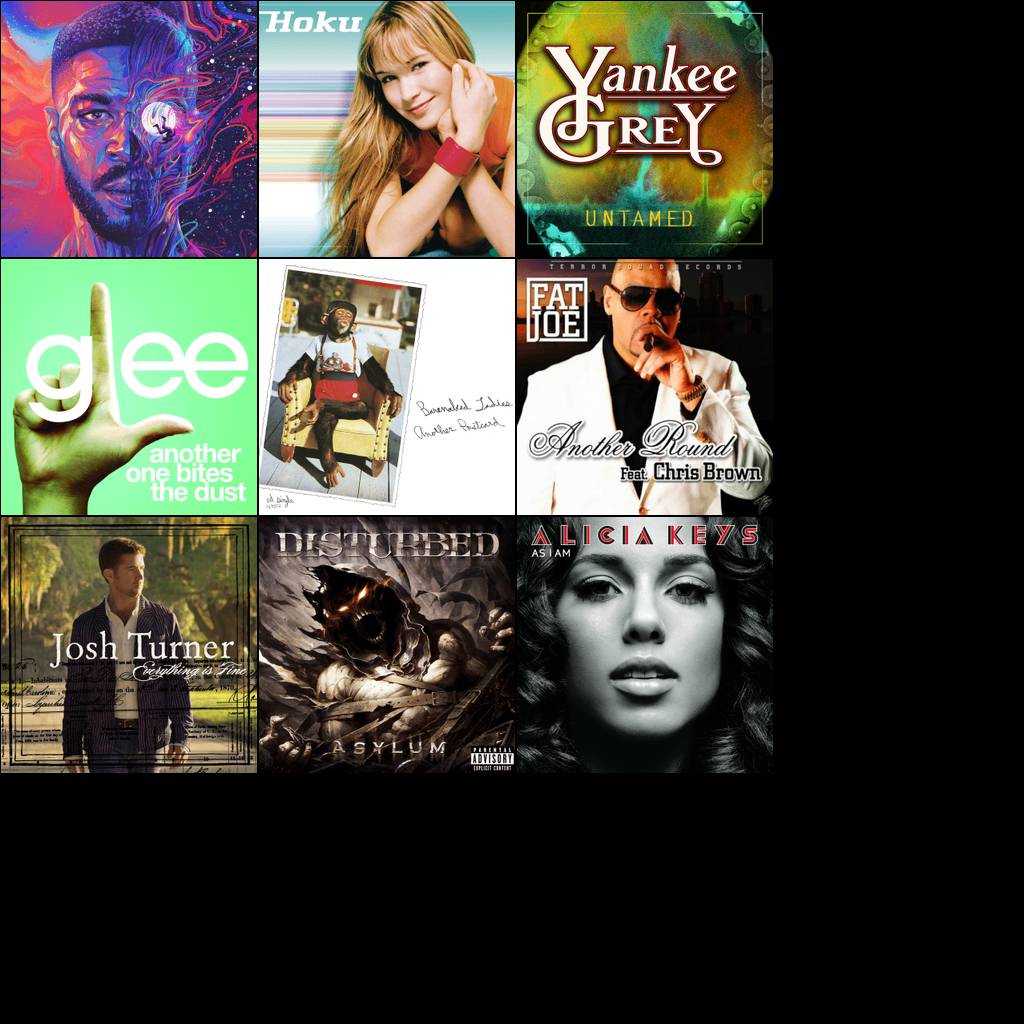 Hoku
Yankee
GREY
UNTAMED
glee
another
one bites
the dust
Barenaked Ladies
Another Postcard
TERROR SQUAD RECORDS
FAT
JOE
Another Round
Feat. Chris Brown
Josh Turner
Everything is Fine
DISTURBED
ASYLUM
PARENTAL
ADVISORY
EXPLICIT CONTENT
ALICIA KEYS
AS I AM